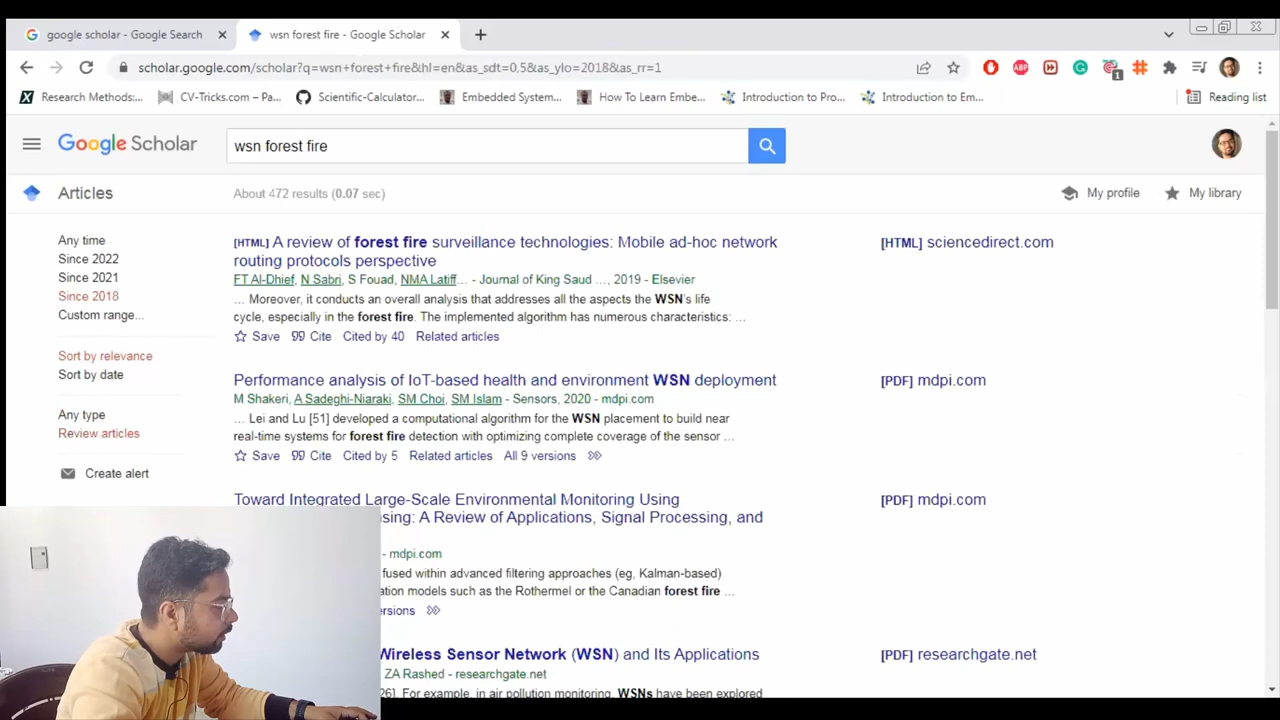 google scholar - Google Search
wsn forest fire - Google Scholar
scholar.google.com/scholar?q=wsn+forest+fire&hl=en&as_sdt=0,5&as_ylo=2018&as_rr=1
ABP
1
Research Methods:...
CV-Tricks.com – Pa...
Scientific-Calculator...
Embedded System...
How To Learn Embe...
Introduction to Pro...
Introduction to Em...
Reading list
Google Scholar
wsn forest fire
Articles
About 472 results (0.07 sec)
My profile
My library
Any time
Since 2022
Since 2021
Since 2018
Custom range...
Sort by relevance
Sort by date
Any type
Review articles
Create alert
[HTML] A review of forest fire surveillance technologies: Mobile ad-hoc network
routing protocols perspective
FT Al-Dhief, N Sabri, S Fouad, NMA Latiff... - Journal of King Saud ..., 2019 - Elsevier
... Moreover, it conducts an overall analysis that addresses all the aspects the WSN's life
cycle, especially in the forest fire. The implemented algorithm has numerous characteristics: ...
Save Cite Cited by 40 Related articles
[HTML] sciencedirect.com
Performance analysis of IoT-based health and environment WSN deployment
M Shakeri, A Sadeghi-Niaraki, SM Choi, SM Islam - Sensors, 2020 - mdpi.com
... Lei and Lu [51] developed a computational algorithm for the WSN placement to build near
real-time systems for forest fire detection with optimizing complete coverage of the sensor ...
Save Cite Cited by 5 Related articles All 9 versions
[PDF] mdpi.com
Toward Integrated Large-Scale Environmental Monitoring Using
sing: A Review of Applications, Signal Processing, and
- mdpi.com
fused within advanced filtering approaches (eg, Kalman-based)
ation models such as the Rothermel or the Canadian forest fire ...
ersions
[PDF] mdpi.com
Wireless Sensor Network (WSN) and Its Applications
ZA Rashed - researchgate.net
26]. For example, in air pollution monitoring, WSNs have been explored
[PDF] researchgate.net